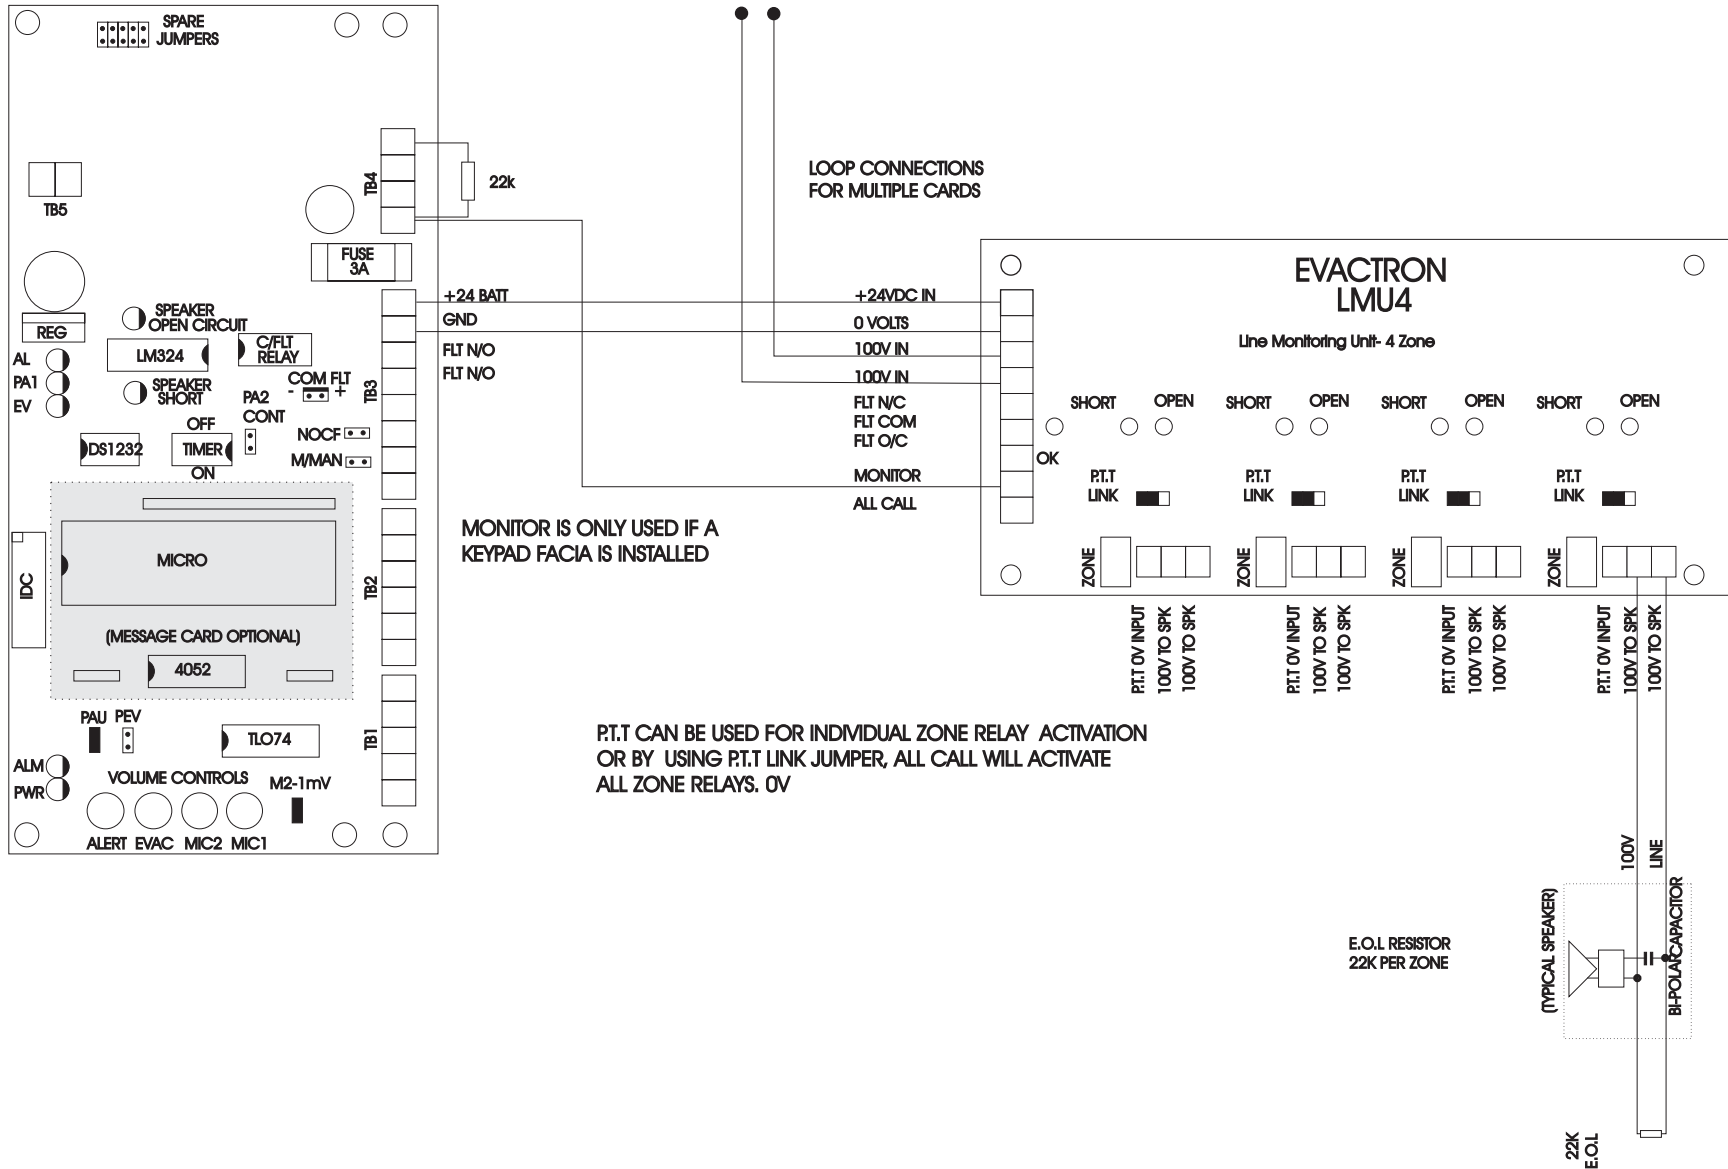 SPARE
JUMPERS
TB4
22k
TB5
FUSE
3A
REG
SPEAKER
OPEN CIRCUIT
LM324
C/FLT
RELAY
AL
PA1
EV
SPEAKER
SHORT
COM FLT
- +
PA2
CONT
TB3
OFF
DS1232
TIMER
ON
NOCF
M/MAN
MICRO
IDC
(MESSAGE CARD OPTIONAL)
4052
TB2
PAU
PEV
TLO74
TB1
ALM
PWR
VOLUME CONTROLS
M2-1mV
ALERT EVAC MIC2 MIC1
+24 BATT
GND
FLT N/O
FLT N/O
LOOP CONNECTIONS
FOR MULTIPLE CARDS
+24VDC IN
0 VOLTS
100V IN
100V IN
FLT N/C
FLT COM
FLT O/C
MONITOR
ALL CALL
MONITOR IS ONLY USED IF A
KEYPAD FACIA IS INSTALLED
EVACTRON
LMU4
Line Monitoring Unit- 4 Zone
OK
SHORT OPEN
SHORT OPEN
SHORT OPEN
SHORT OPEN
P.T.T
LINK
P.T.T
LINK
P.T.T
LINK
P.T.T
LINK
ZONE
ZONE
ZONE
ZONE
P.T.T 0V INPUT
100V TO SPK
100V TO SPK
P.T.T 0V INPUT
100V TO SPK
100V TO SPK
P.T.T 0V INPUT
100V TO SPK
100V TO SPK
P.T.T 0V INPUT
100V TO SPK
100V TO SPK
P.T.T CAN BE USED FOR INDIVIDUAL ZONE RELAY ACTIVATION
OR BY USING P.T.T LINK JUMPER, ALL CALL WILL ACTIVATE
ALL ZONE RELAYS. 0V
100V
LINE
E.O.L RESISTOR
22K PER ZONE
(TYPICAL SPEAKER)
BI-POLAR CAPACITOR
22K
E.O.L